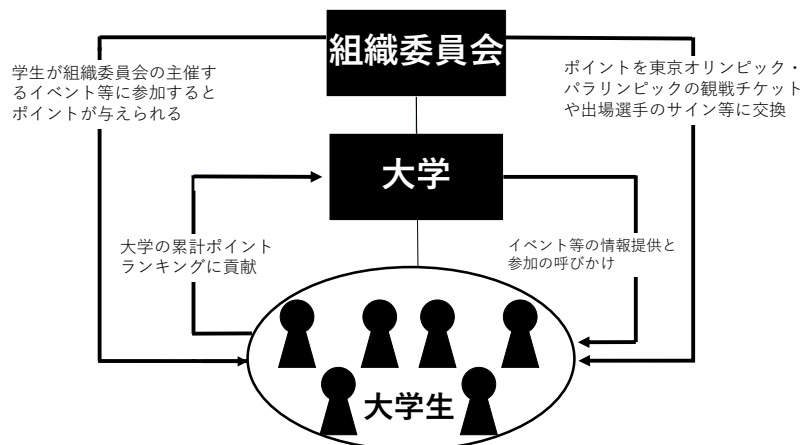 組織委員会
学生が組織委員会の主催す
るイベント等に参加すると
ポイントが与えられる
ポイントを東京オリンピック・
パラリンピックの観戦チケット
や出場選手のサイン等に交換
大学
大学の累計ポイント
ランキングに貢献
イベント等の情報提供と
参加の呼びかけ
大学生